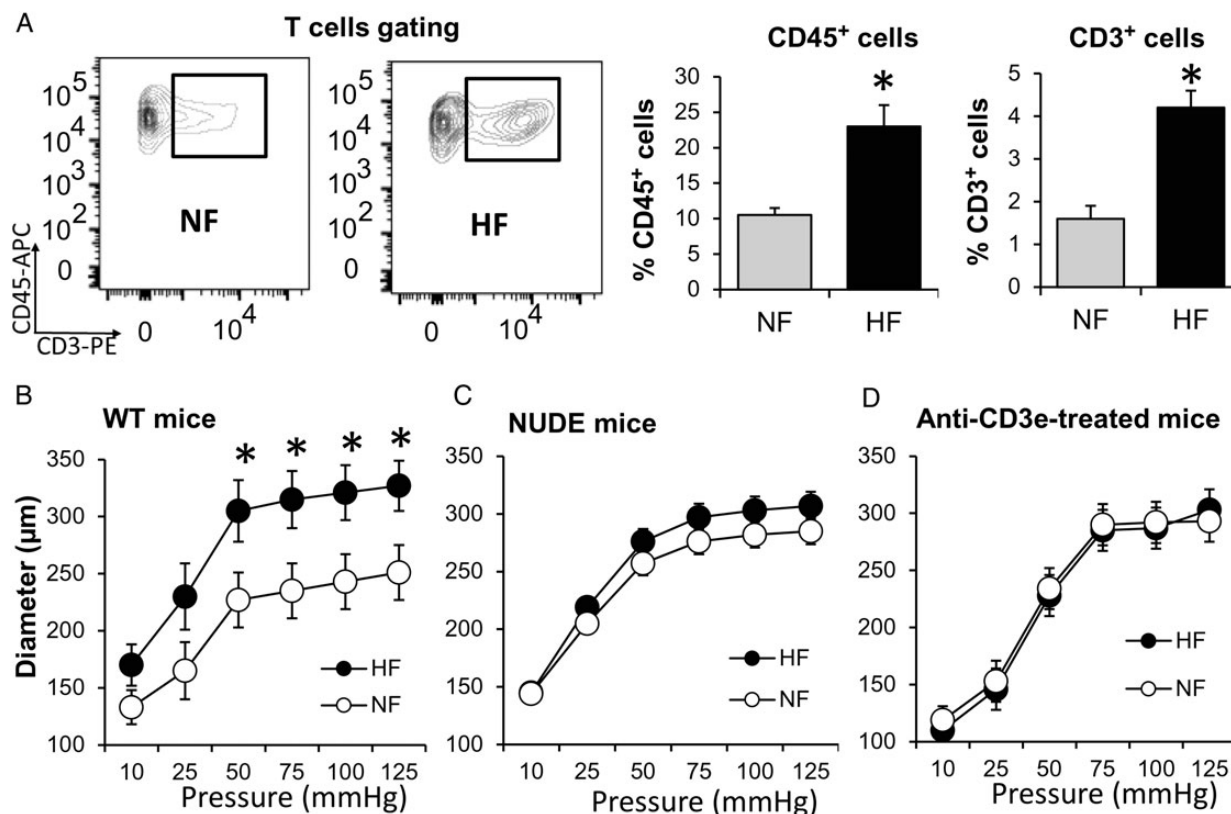 A
T cells gating
10⁵
10⁴
10³
10²
0
NF
0
10⁴
CD45-APC
CD3-PE
10⁵
10⁴
10³
10²
0
HF
0
10⁴
CD45⁺ cells
% CD45⁺ cells
30
25
20
15
10
5
0
*
NF HF
CD3⁺ cells
% CD3⁺ cells
5
4
3
2
1
0
*
NF HF
B
WT mice
Diameter (µm)
350
300
250
200
150
100
* * * *
HF
NF
10 25 50 75 100 125
Pressure (mmHg)
C
NUDE mice
350
300
250
200
150
100
HF
NF
10 25 50 75 100 125
Pressure (mmHg)
D
Anti-CD3e-treated mice
350
300
250
200
150
100
HF
NF
10 25 50 75 100 125
Pressure (mmHg)